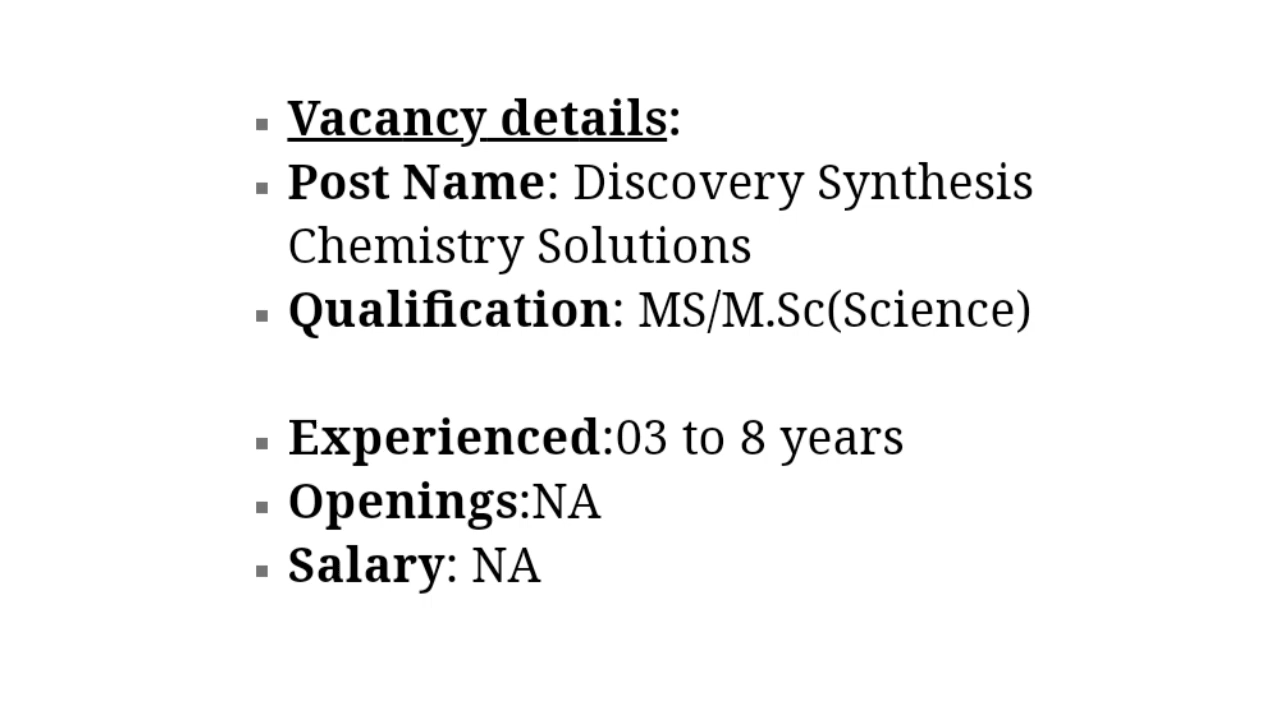 Vacancy details:
Post Name: Discovery Synthesis
Chemistry Solutions
Qualification: MS/M.Sc(Science)
Experienced:03 to 8 years
Openings:NA
Salary: NA